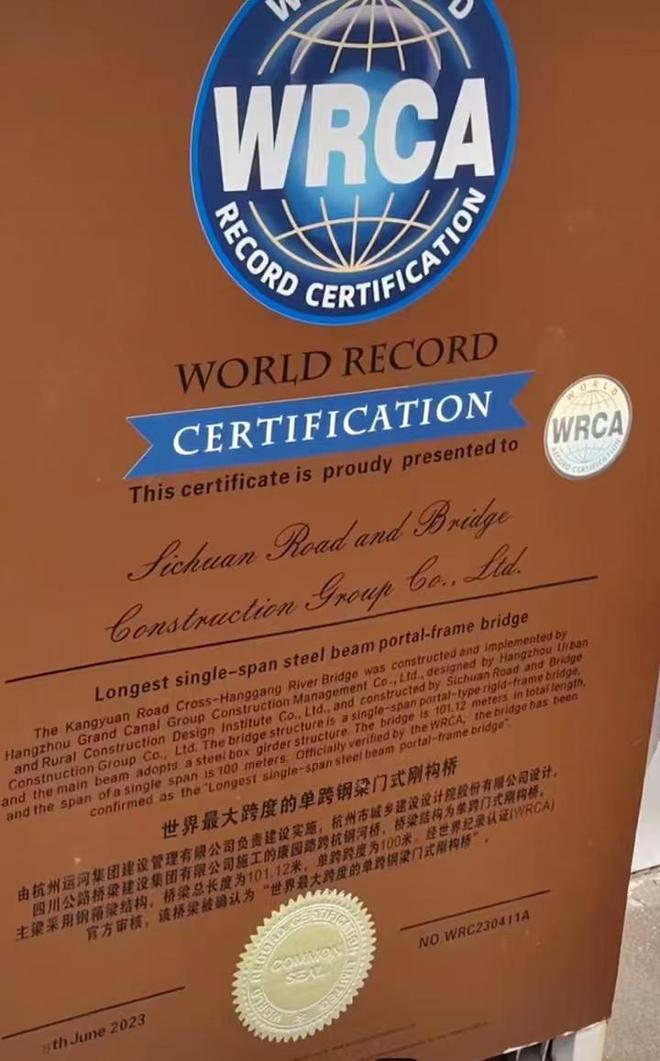 WORLD
WRCA
RECORD CERTIFICATION
WORLD RECORD
CERTIFICATION
WORLD
WRCA
RECORD CERTIFICATION
This certificate is proudy presented to
Sichuan Road and Bridge
Construction Group Co., Ltd.
Longest single-span steel beam portal-frame bridge
The Kangyuan Road Cross-Hanggang River Bridge was constructed and implemented by
Hangzhou Grand Canal Group Construction Management Co., Ltd., designed by Hangzhou Urban
and Rural Construction Design Institute Co., Ltd., and constructed by Sichuan Road and Bridge
Construction Group Co., Ltd. The bridge structure is a single-span portal-type rigid-frame bridge,
and the main beam adopts a steel box girder structure. The bridge is 101.12 meters in total length,
and the span of a single span is 100 meters. Officially verified by the WRCA, the bridge has been
confirmed as the "Longest single-span steel beam portal-frame bridge".
世界最大跨度的单跨钢梁门式刚构桥
由杭州运河集团建设管理有限公司负责建设实施，杭州市城乡建设设计院股份有限公司设计，
四川公路桥梁建设集团有限公司施工的康园路跨杭钢河桥，桥梁结构为单跨门式刚构桥，
主梁采用钢箱梁结构，桥梁总长度为101.12米，单跨跨度为100米，经世界纪录认证(WRCA)
官方审核，该桥梁被确认为“世界最大跨度的单跨钢梁门式刚构桥”。
WORLD RECORD CERTIFICATION LIMITED
COMMON
SEAL
NO.WRC230411A
th June 2023